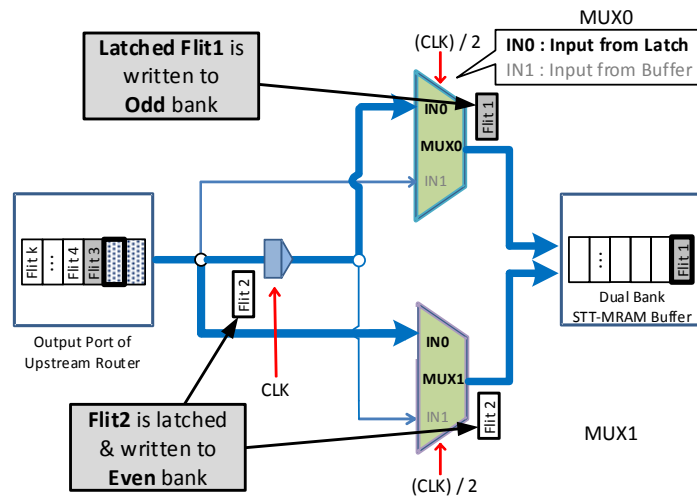 MUX0
Latched Flit1 is
written to
Odd bank
(CLK) / 2
IN0 : Input from Latch
IN1 : Input from Buffer
IN0
Flit 1
MUX0
IN1
Flit k
...
Flit 4
Flit 3
Output Port of
Upstream Router
Flit 2
CLK
IN0
MUX1
IN1
Flit 2
...
Flit 1
Dual Bank
STT-MRAM Buffer
Flit2 is latched
& written to
Even bank
(CLK) / 2
MUX1